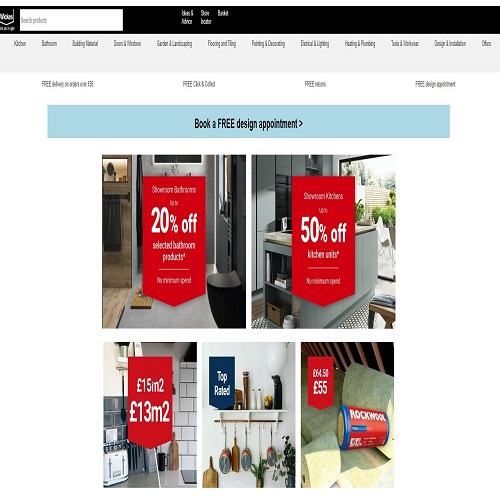 Wickes
Search products
Ideas &
Advice
Store
locator
Basket
Kitchen
Bathroom
Building Material
Doors & Windows
Garden & Landscaping
Flooring and Tiling
Painting & Decorating
Eletrical & Lighting
Heating & Plumbing
Tools & Workwear
Design & Installation
Offers
FREE delivery on orders over £35
FREE Click & Collect
FREE returns
FREE design appointment
Book a FREE design appointment >
Showroom Bathrooms
Up to
20% off
selected bathroom
products*
No minimum spend
Showroom Kitchens
Up to
50% off
kitchen units*
No minimum spend
£15m2
£13m2
Top
Rated
£64.50
£55
ROCKWOOL